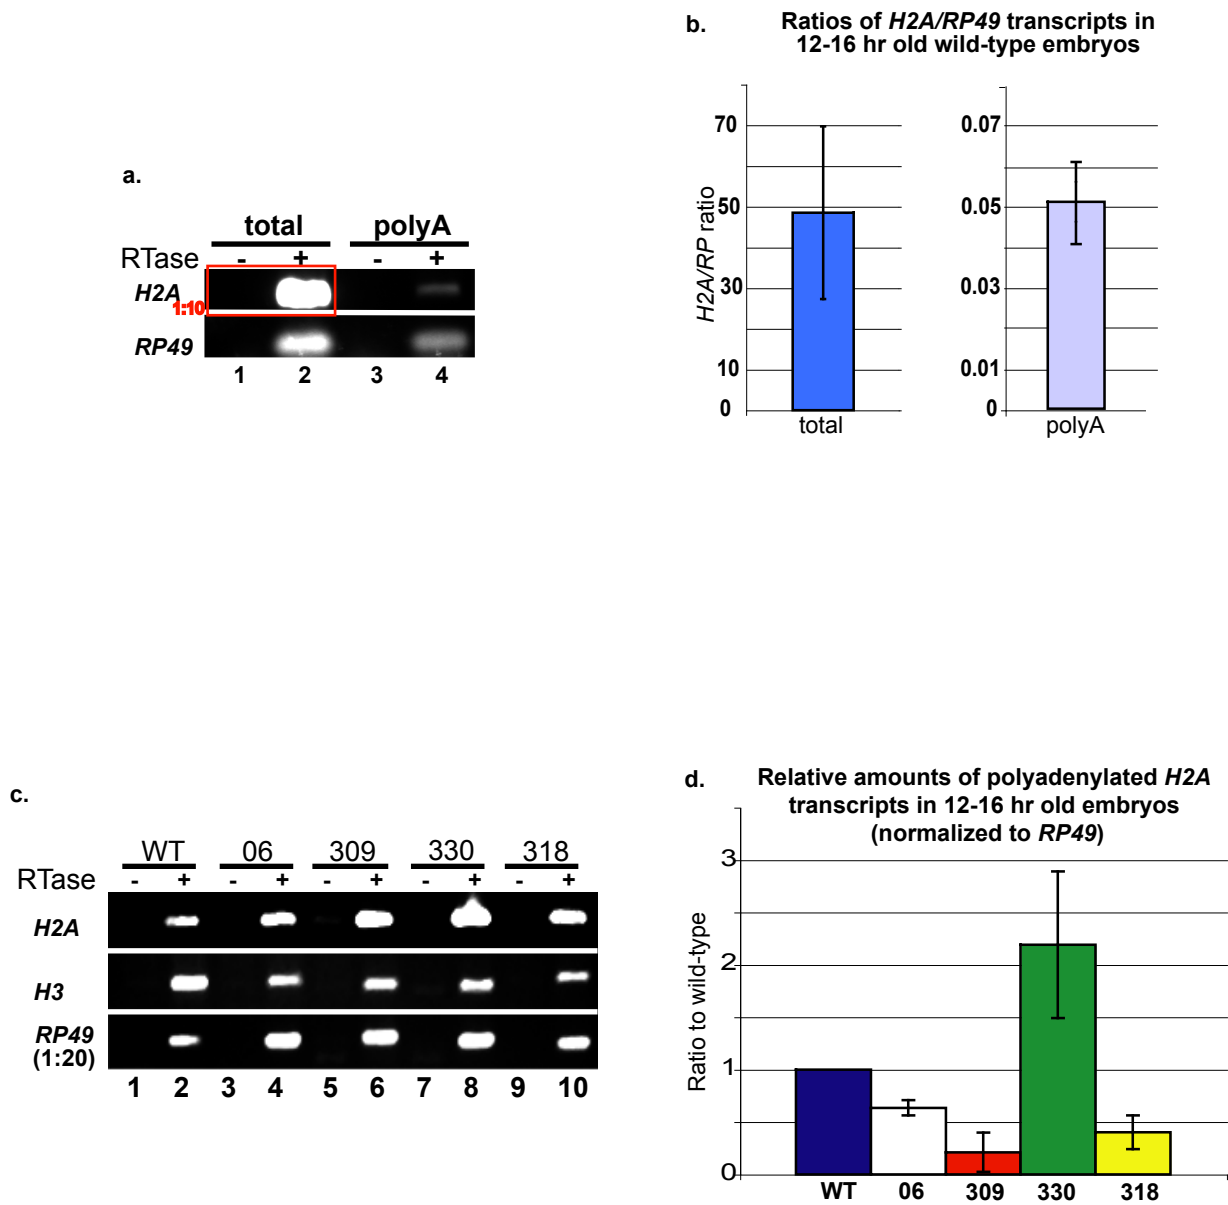 a.
total polyA
RTase - + - +
H2A
1:10
RP49
1 2 3 4
b.
Ratios of H2A/RP49 transcripts in
12-16 hr old wild-type embryos
H2A/RP ratio
70
50
30
10
0
total
0.07
0.05
0.03
0.01
0
polyA
c.
WT 06 309 330 318
RTase - + - + - + - + - +
H2A
H3
RP49
(1:20)
1 2 3 4 5 6 7 8 9 10
d.
Relative amounts of polyadenylated H2A
transcripts in 12-16 hr old embryos
(normalized to RP49)
Ratio to wild-type
3
2
1
0
WT 06 309 330 318